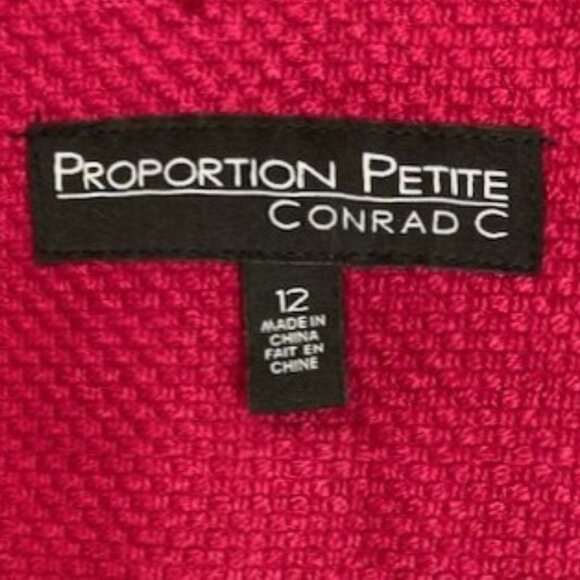 PROPORTION PETITE
CONRAD C
12
MADE IN
CHINA
FAIT EN
CHINE